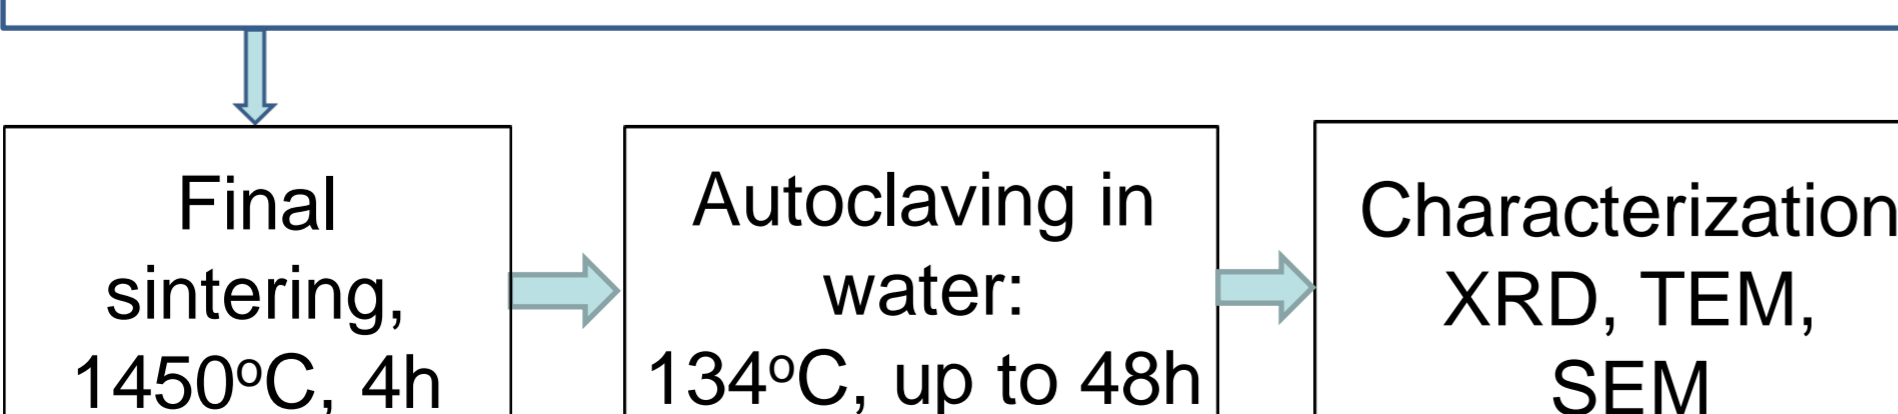 Final
sintering,
1450ºC, 4h
Autoclaving in
water:
134ºC, up to 48h
Characterization
XRD, TEM,
SEM